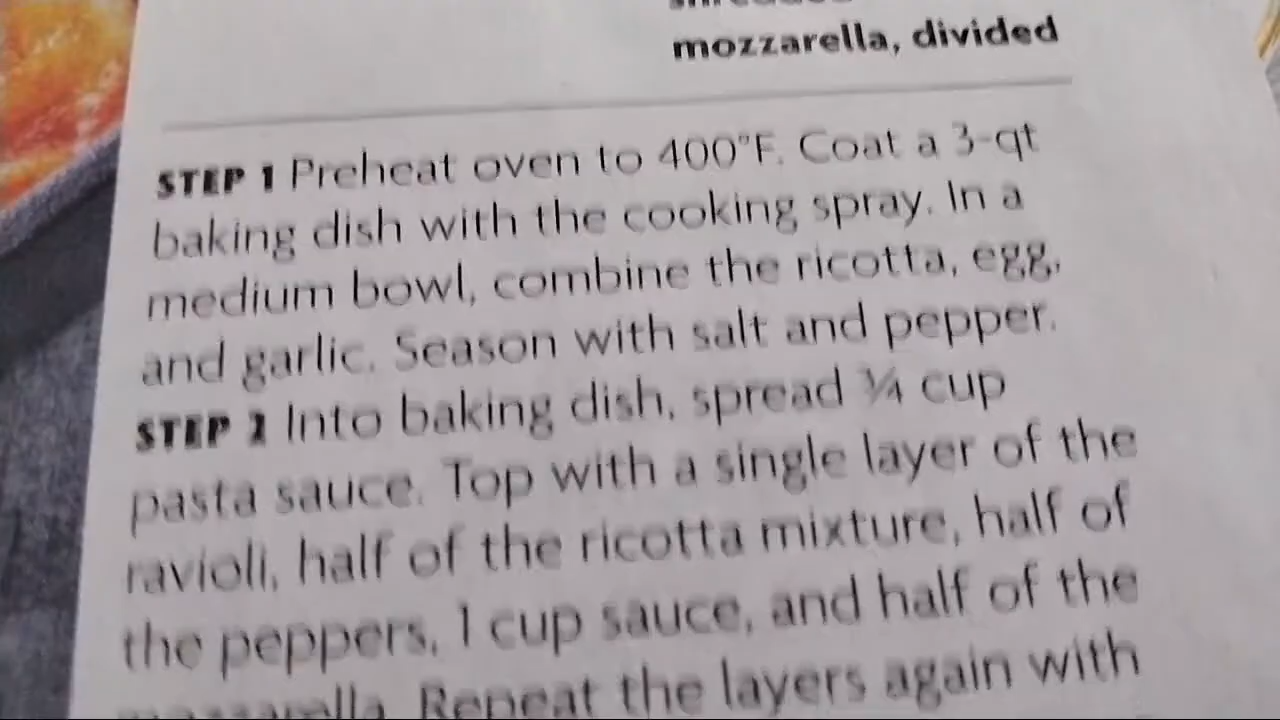 shredded
mozzarella, divided
STEP 1 Preheat oven to 400°F. Coat a 3-qt
baking dish with the cooking spray. In a
medium bowl, combine the ricotta, egg,
and garlic. Season with salt and pepper.
STEP 2 Into baking dish, spread ¾ cup
pasta sauce. Top with a single layer of the
ravioli, half of the ricotta mixture, half of
the peppers, 1 cup sauce, and half of the
mozzarella. Repeat the layers again with